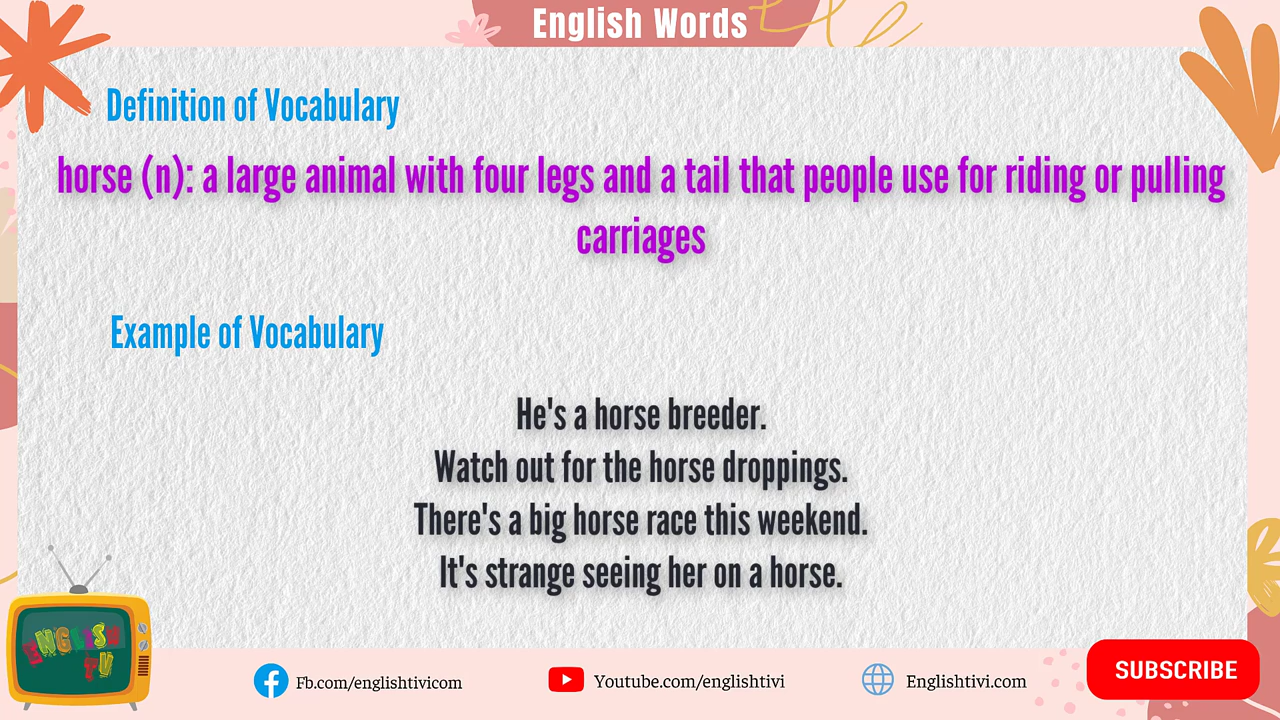 English Words
Definition of Vocabulary
horse (n): a large animal with four legs and a tail that people use for riding or pulling
carriages
Example of Vocabulary
He's a horse breeder.
Watch out for the horse droppings.
There's a big horse race this weekend.
It's strange seeing her on a horse.
ENGLISH
TV
Fb.com/englishtivicom
Youtube.com/englishtivi
Englishtivi.com
SUBSCRIBE